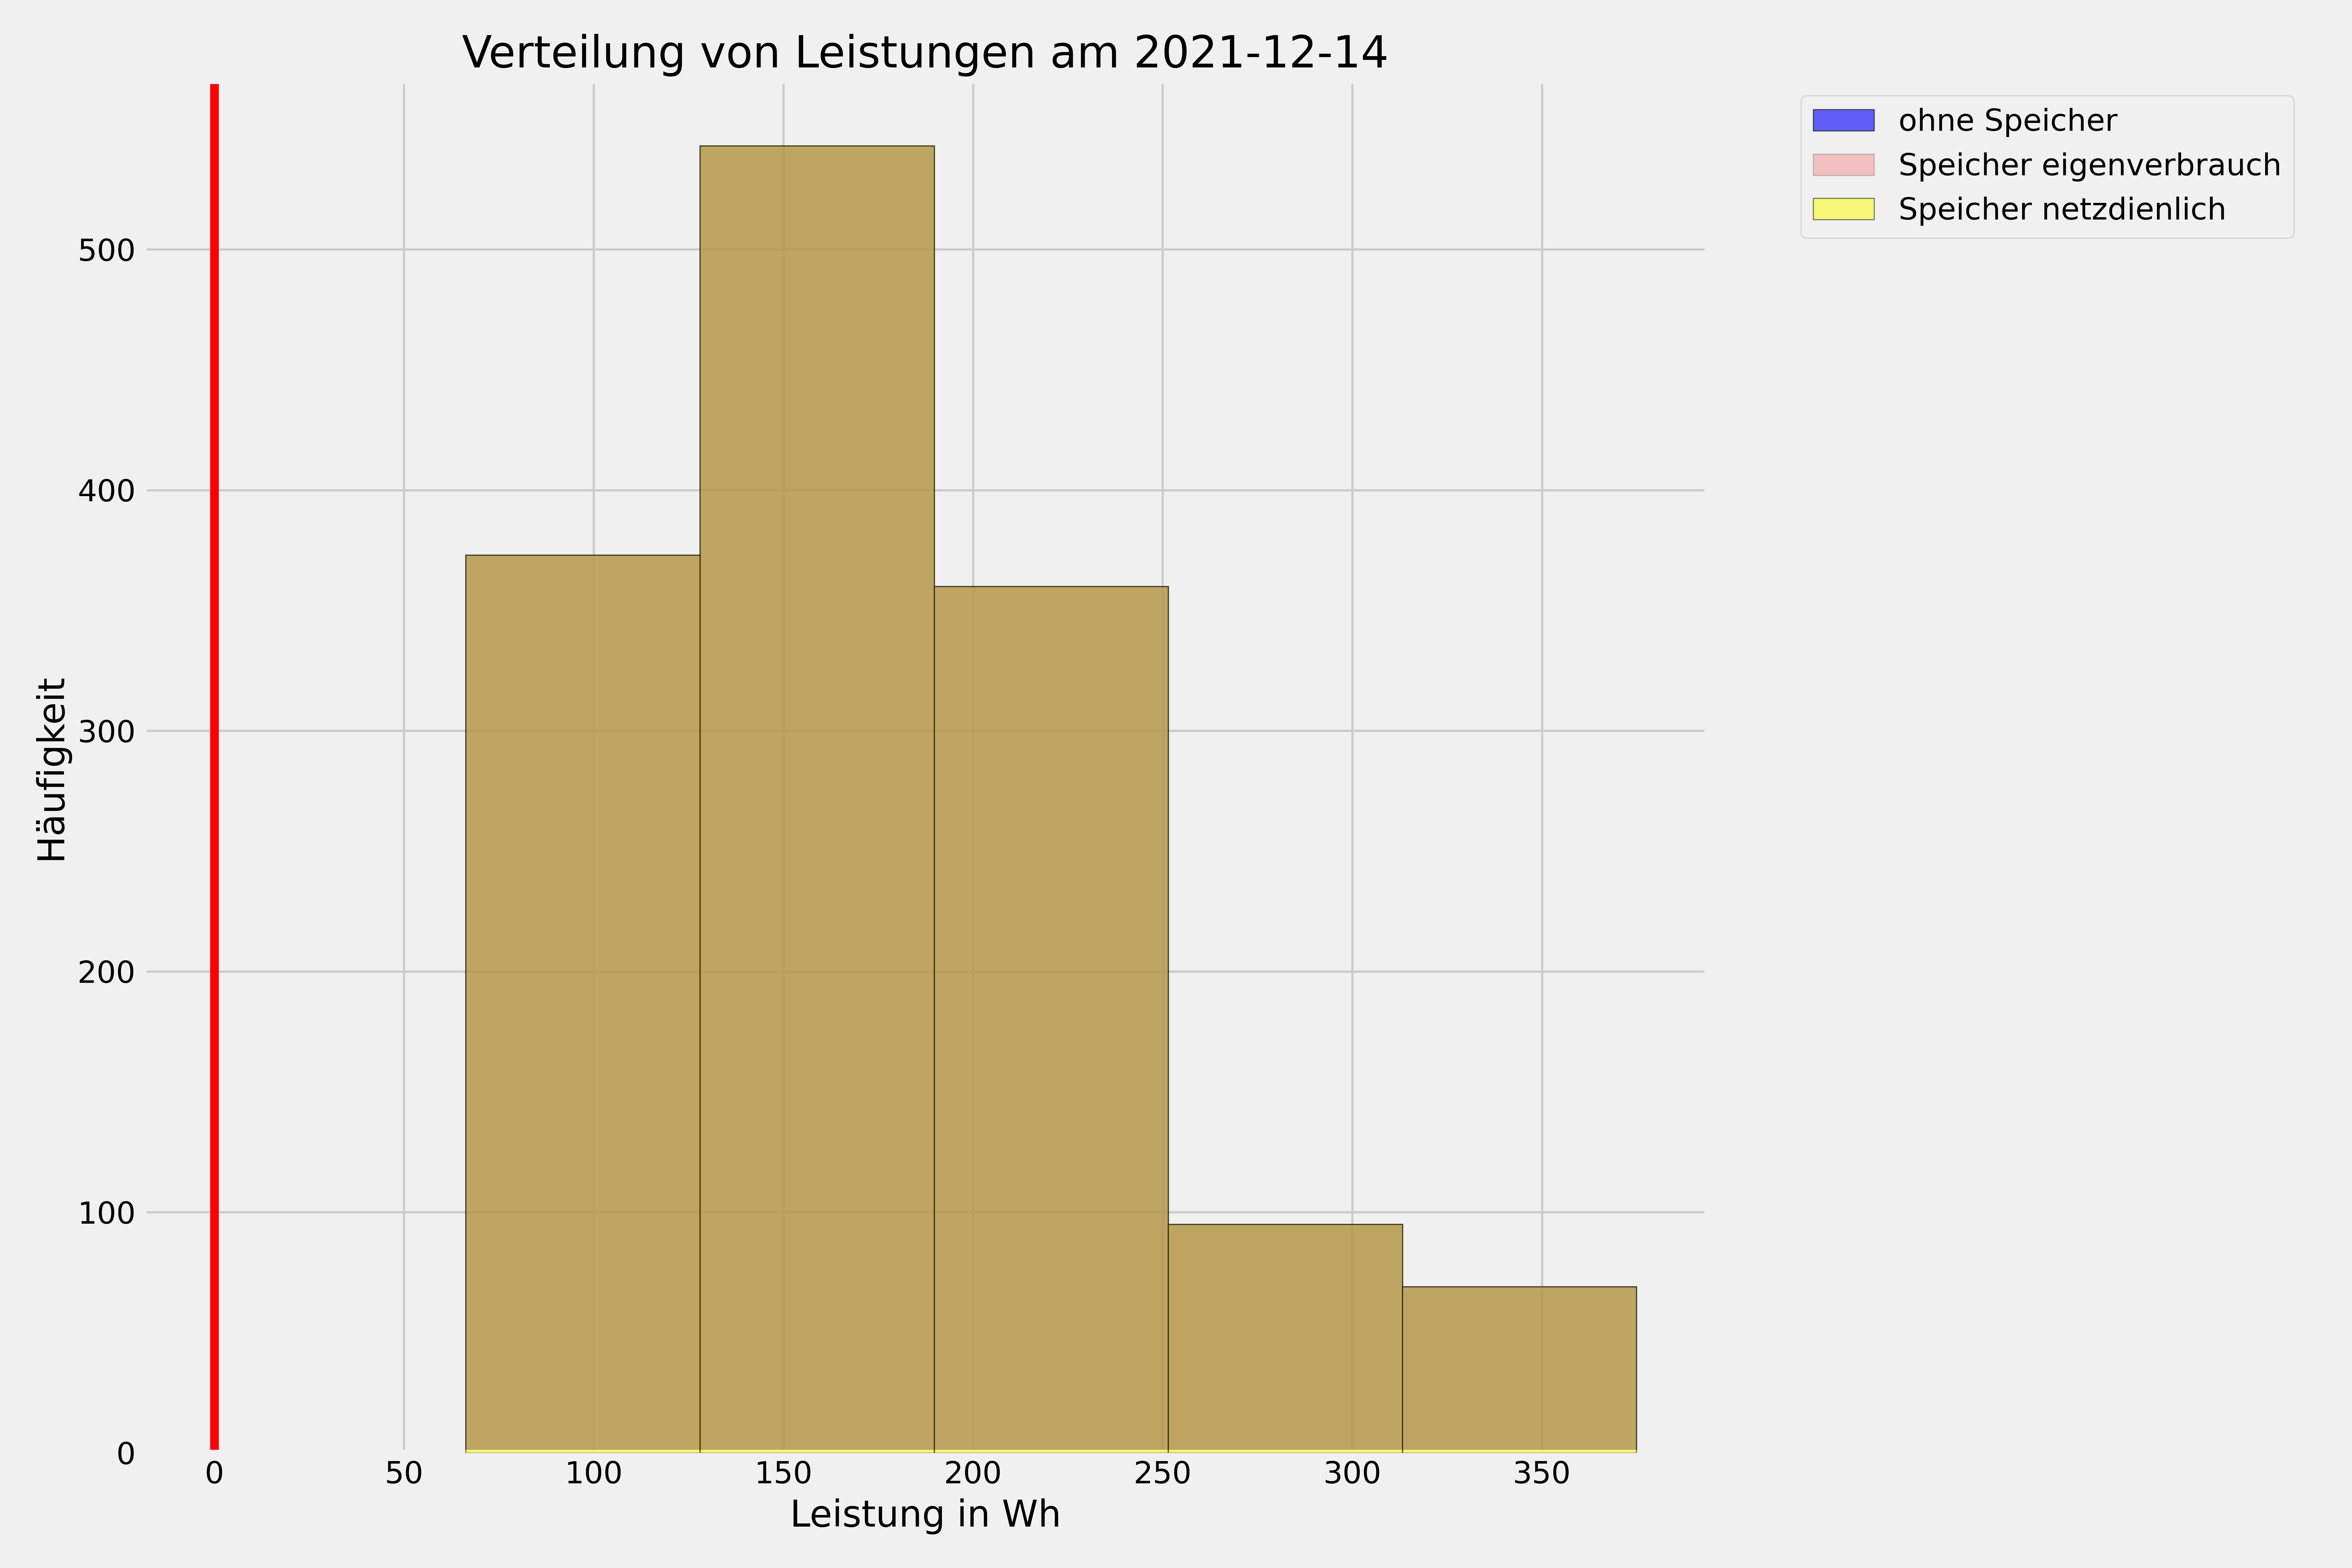 Verteilung von Leistungen am 2021-12-14
ohne Speicher
Speicher eigenverbrauch
Speicher netzdienlich
Häufigkeit
500
400
300
200
100
0
0 50 100 150 200 250 300 350
Leistung in Wh